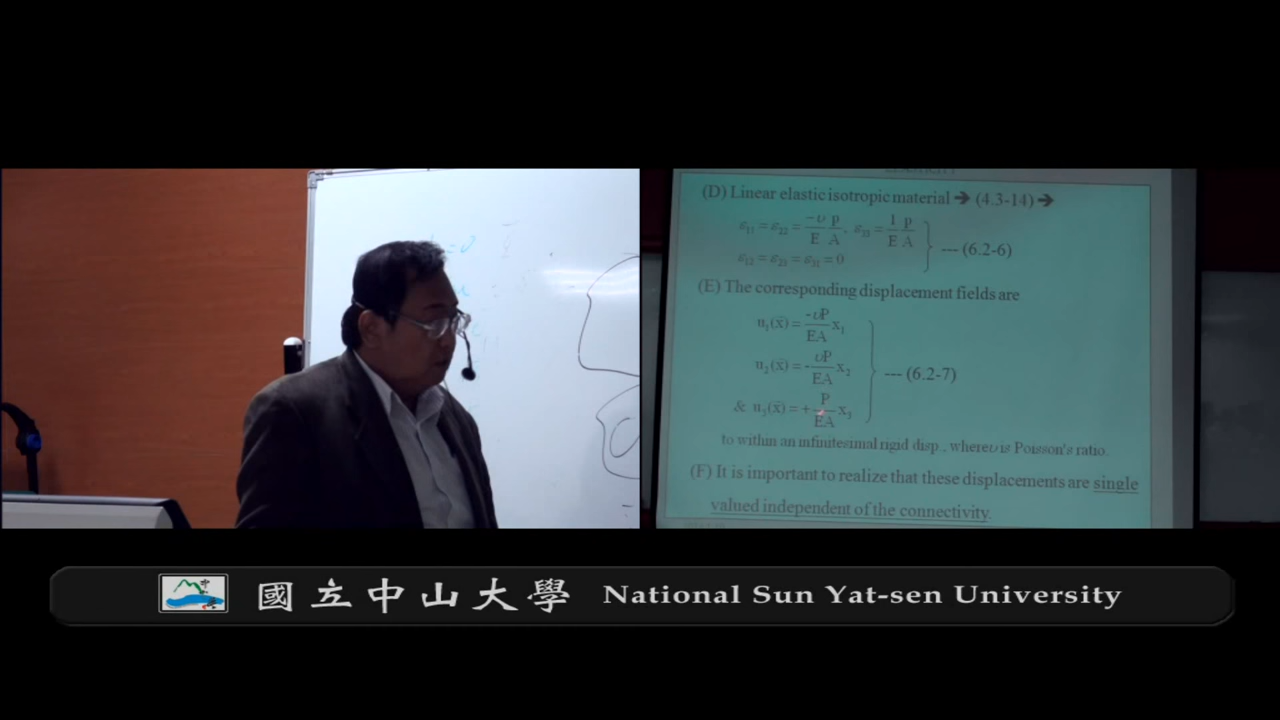 (D) Linear elastic isotropic material ➔ (4.3-14) ➔
ε₁₁ = ε₂₂ = -υ/E P/A, ε₃₃ = 1/E P/A
--- (6.2-6)
ε₁₂ = ε₂₃ = ε₃₁ = 0
(E) The corresponding displacement fields are
u₁(x̄) = -υP/EA x₁
u₂(x̄) = -υP/EA x₂
--- (6.2-7)
& u₃(x̄) = +P/EA x₃
to within an infinitesimal rigid disp., where υ is Poisson's ratio.
(F) It is important to realize that these displacements are single
valued independent of the connectivity.
國立中山大學 National Sun Yat-sen University